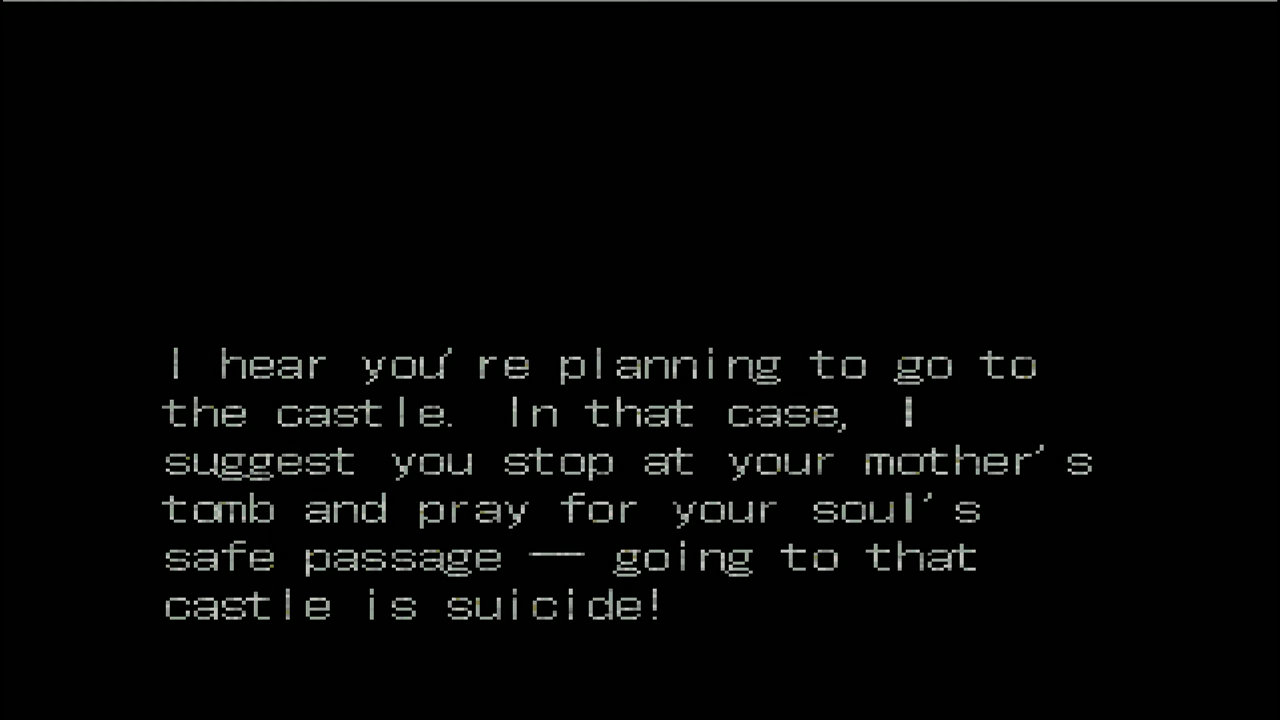 I hear you're planning to go to
the castle. In that case, I
suggest you stop at your mother's
tomb and pray for your soul's
safe passage — going to that
castle is suicide!